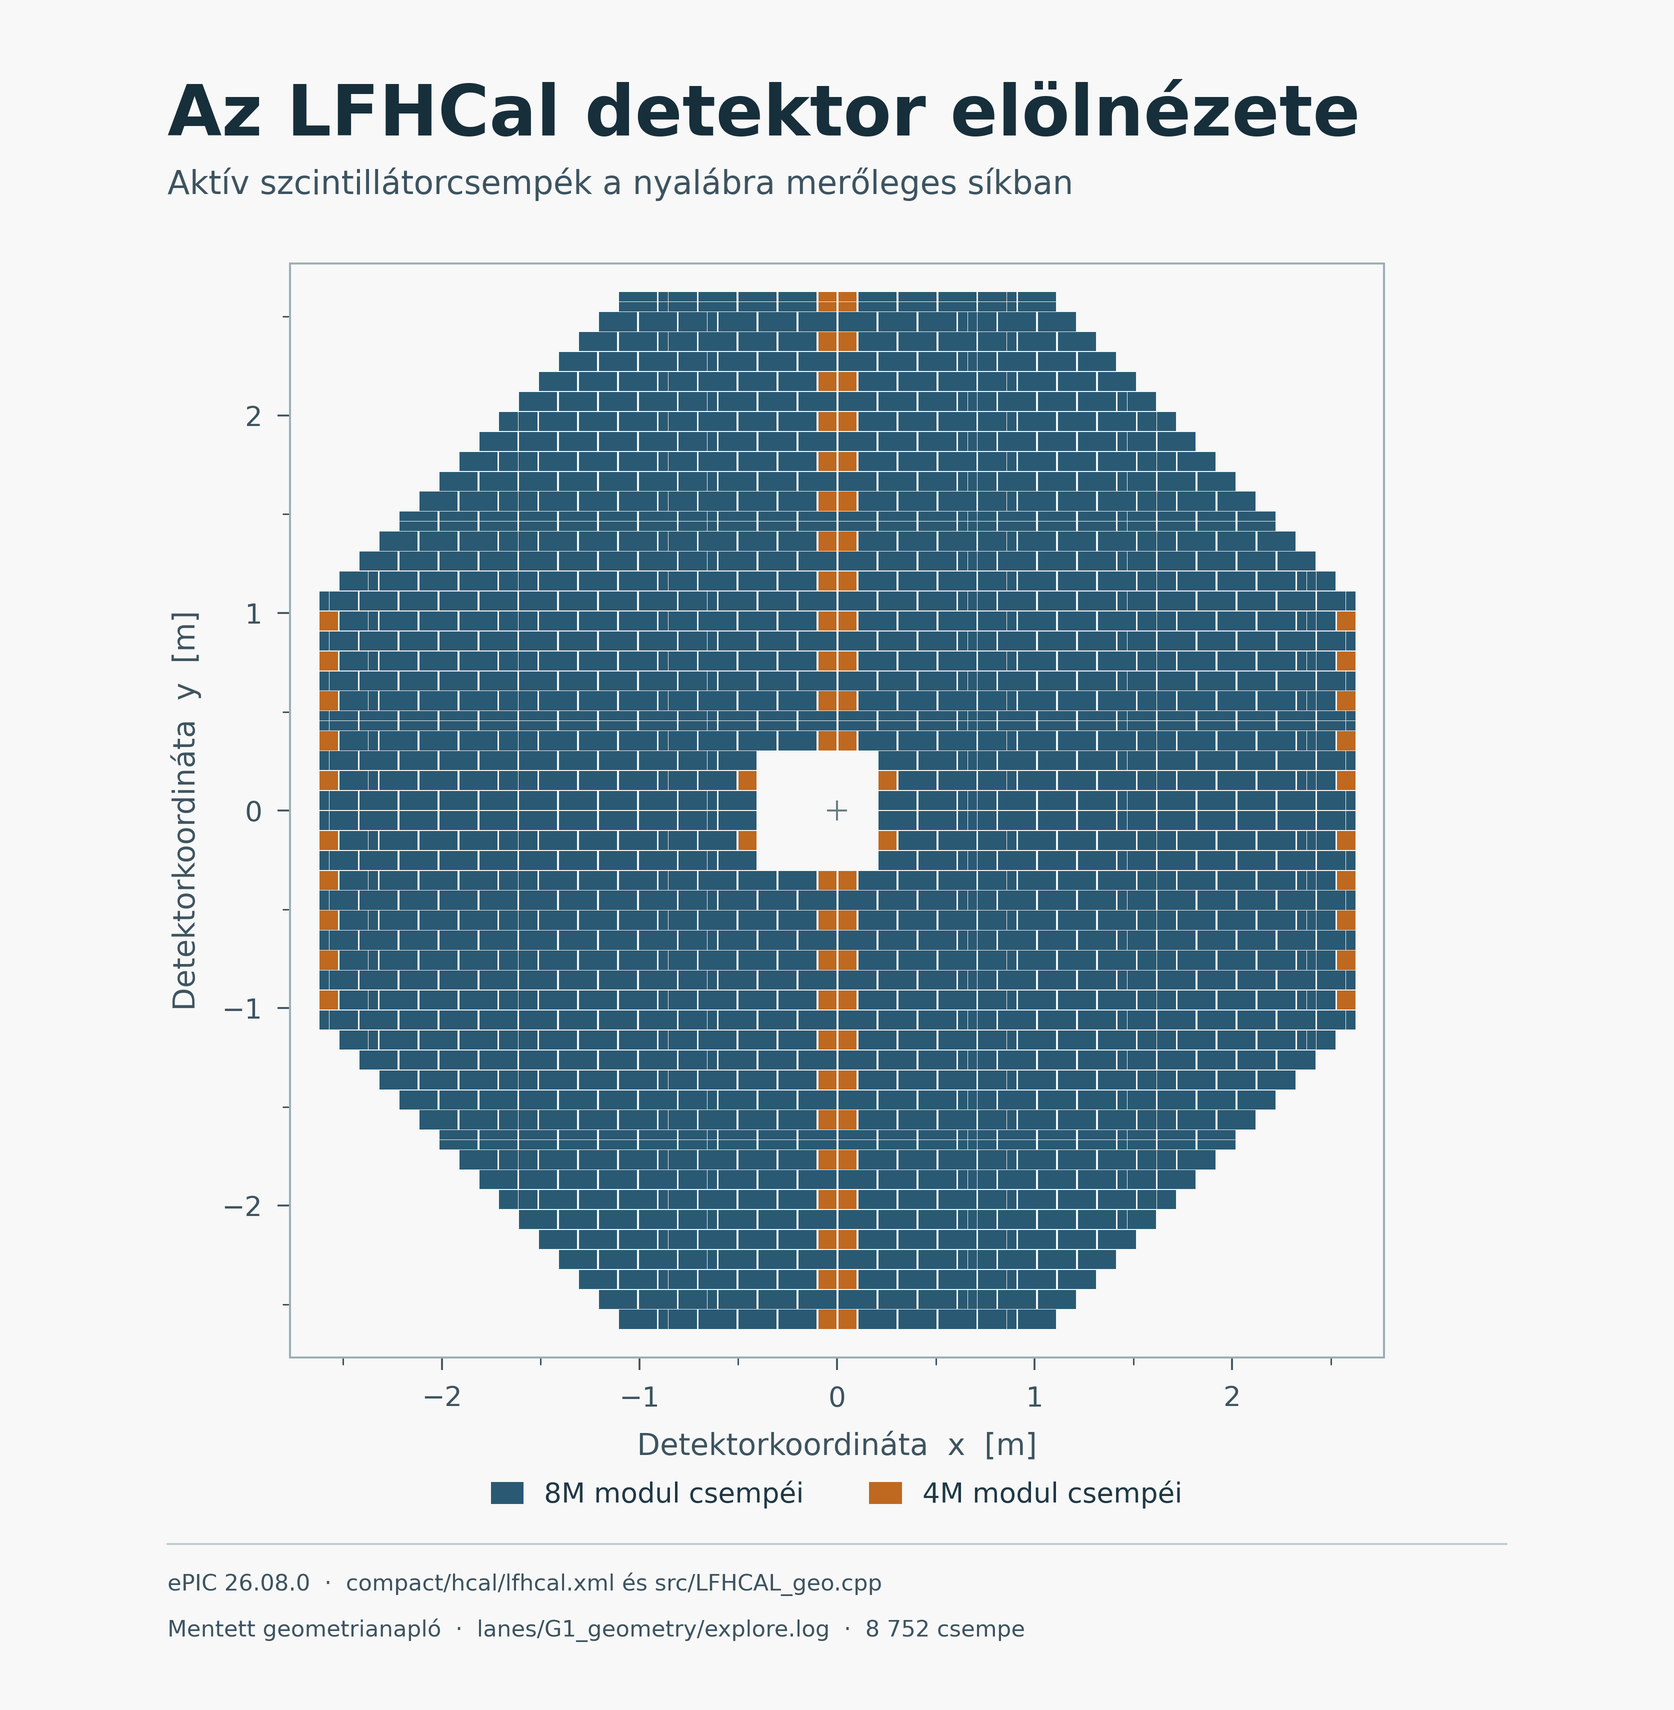 Az LFHCal detektor elölnézete
Aktív szcintillátorcsempék a nyalábra merőleges síkban
Detektorkoordináta y [m]
2
1
0
−1
−2
−2 −1 0 1 2
Detektorkoordináta x [m]
8M modul csempéi 4M modul csempéi
ePIC 26.08.0 · compact/hcal/lfhcal.xml és src/LFHCAL_geo.cpp
Mentett geometrianapló · lanes/G1_geometry/explore.log · 8 752 csempe